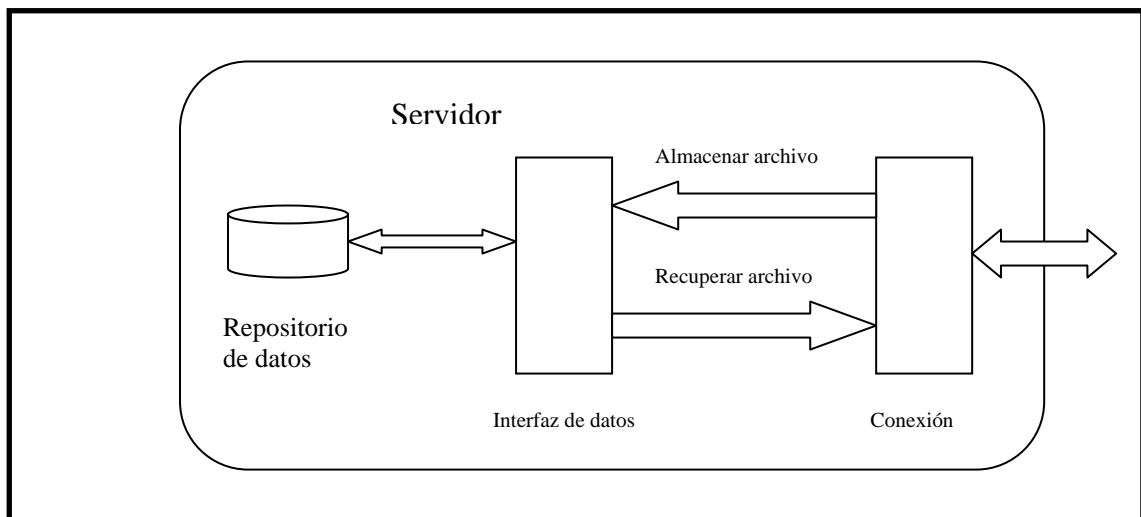 Servidor
Almacenar archivo
Recuperar archivo
Repositorio
de datos
Interfaz de datos
Conexión